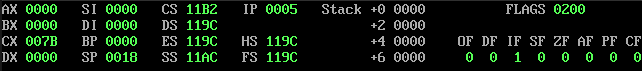 AX 0000 SI 0000 CS 11B2 IP 0005 Stack +0 0000 FLAGS 0200
BX 0000 DI 0000 DS 119C +2 0000
CX 007B BP 0000 ES 119C HS 119C +4 0000 OF DF IF SF ZF AF PF CF
DX 0000 SP 0018 SS 11AC FS 119C +6 0000 0 0 1 0 0 0 0 0